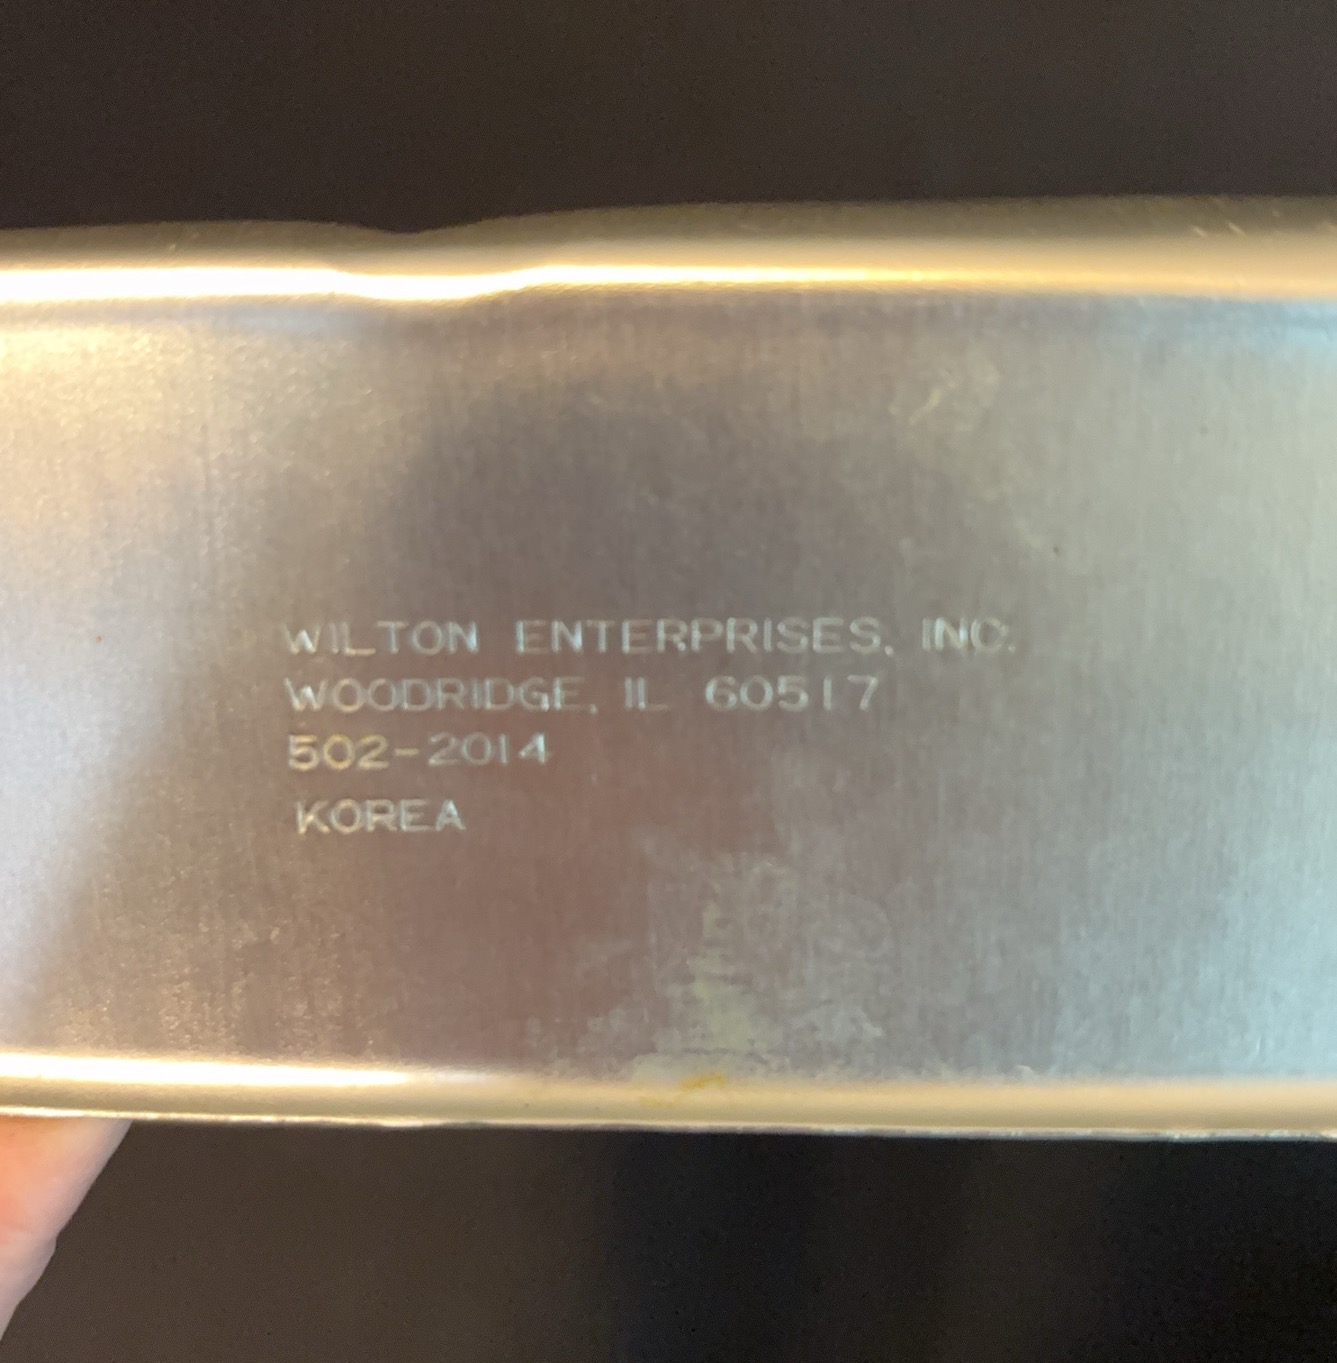 WILTON ENTERPRISES, INC.
WOODRIDGE, IL 60517
502-2014
KOREA